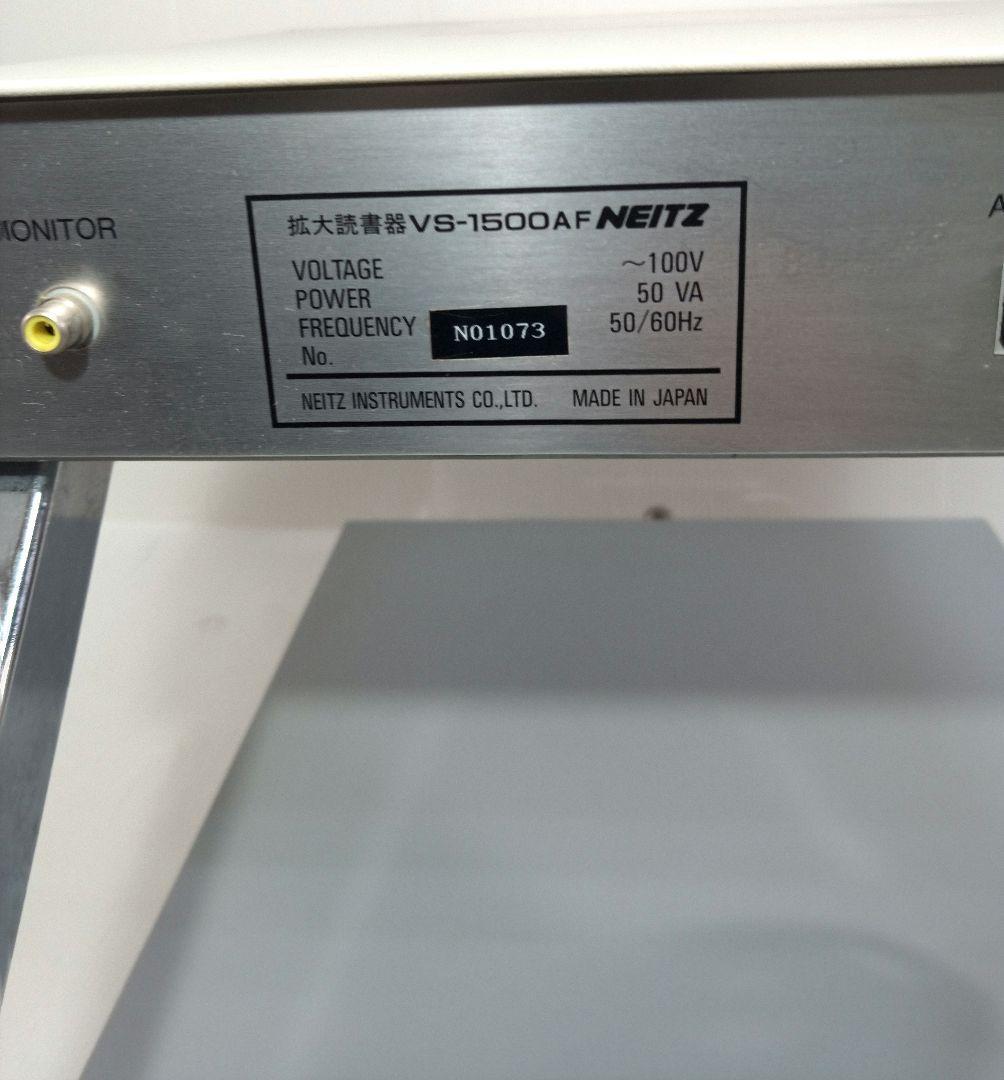 MONITOR
拡大読書器 VS-1500AF NEITZ
VOLTAGE ～100V
POWER 50 VA
FREQUENCY 50/60Hz
No. N01073
NEITZ INSTRUMENTS CO.,LTD. MADE IN JAPAN